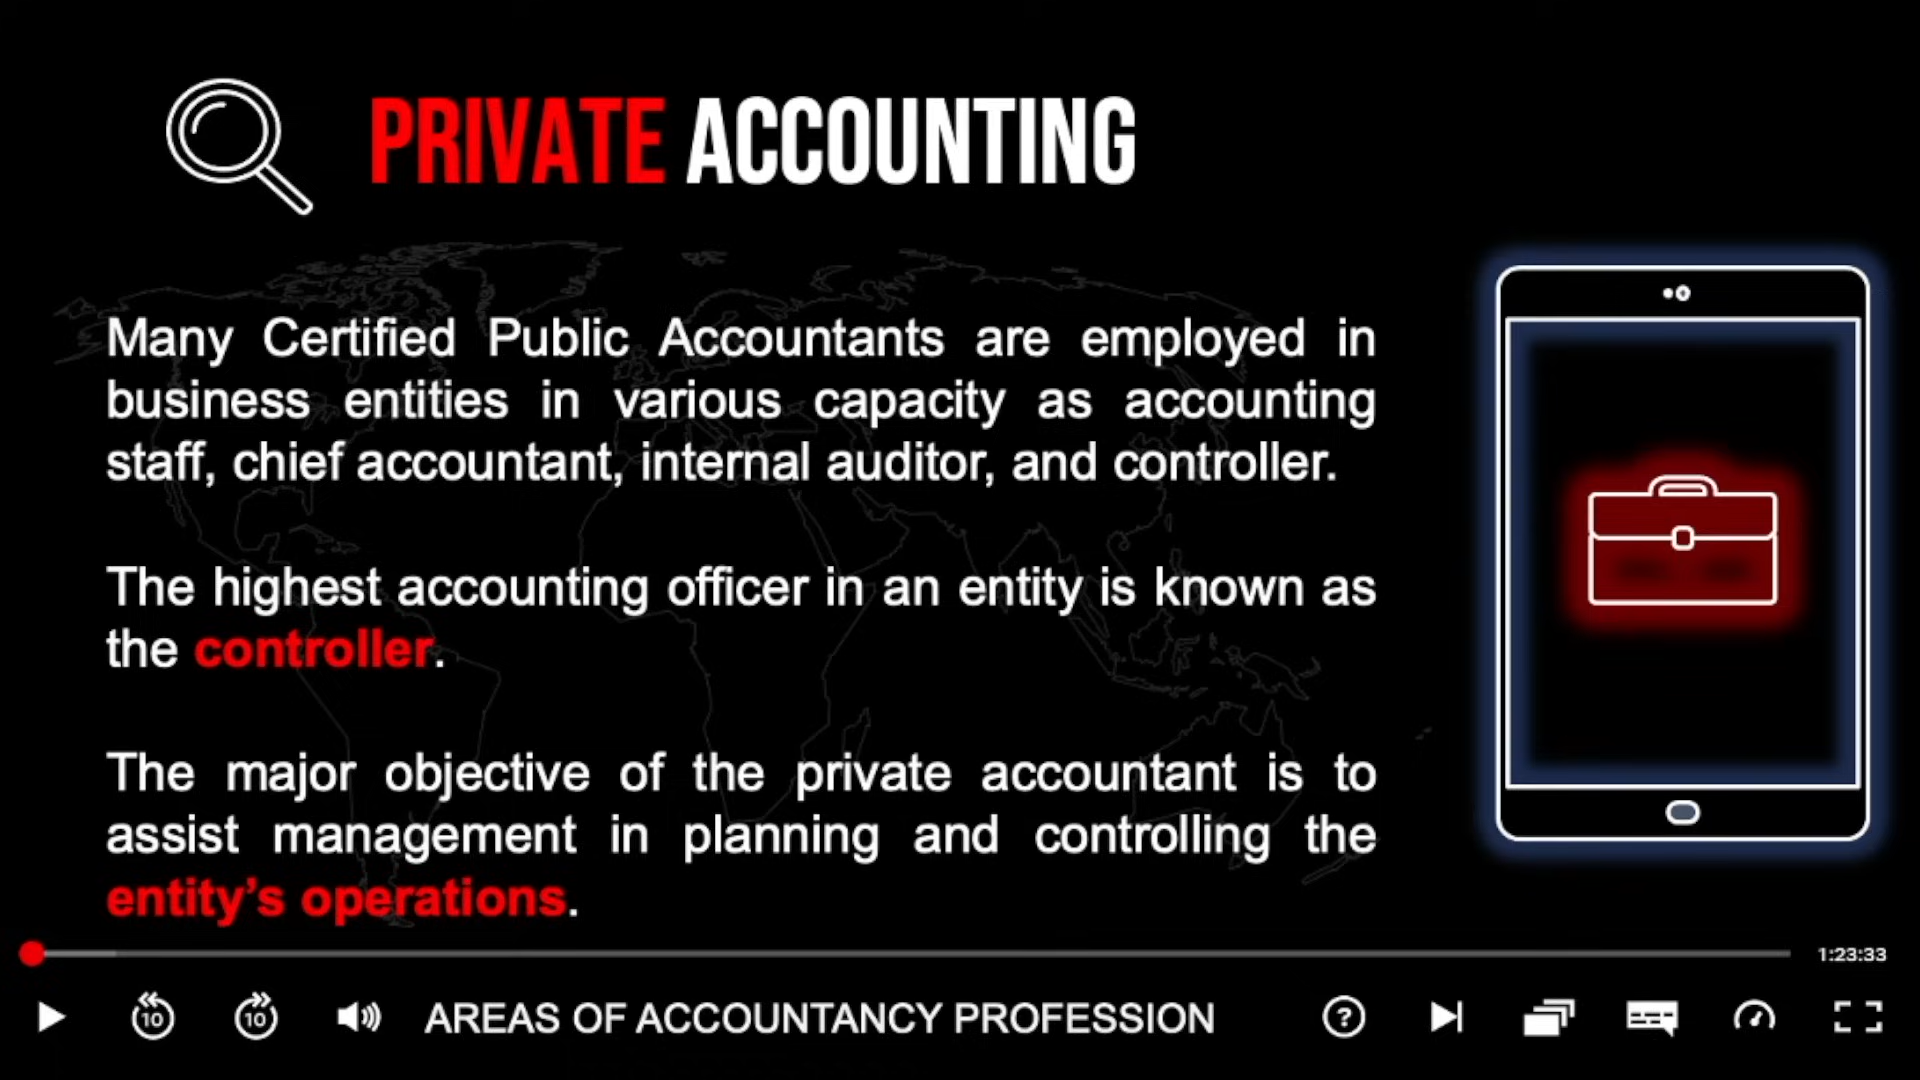 PRIVATE ACCOUNTING
Many Certified Public Accountants are employed in
business entities in various capacity as accounting
staff, chief accountant, internal auditor, and controller.
The highest accounting officer in an entity is known as
the controller.
The major objective of the private accountant is to
assist management in planning and controlling the
entity’s operations.
1:23:33
10
10
AREAS OF ACCOUNTANCY PROFESSION
?